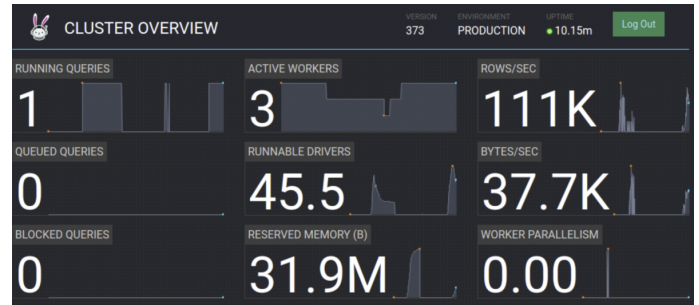 CLUSTER OVERVIEW
VERSION
373
ENVIRONMENT
PRODUCTION
UPTIME
10.15m
Log Out
RUNNING QUERIES
1
ACTIVE WORKERS
3
ROWS/SEC
111K
QUEUED QUERIES
0
RUNNABLE DRIVERS
45.5
BYTES/SEC
37.7K
BLOCKED QUERIES
0
RESERVED MEMORY (B)
31.9M
WORKER PARALLELISM
0.00